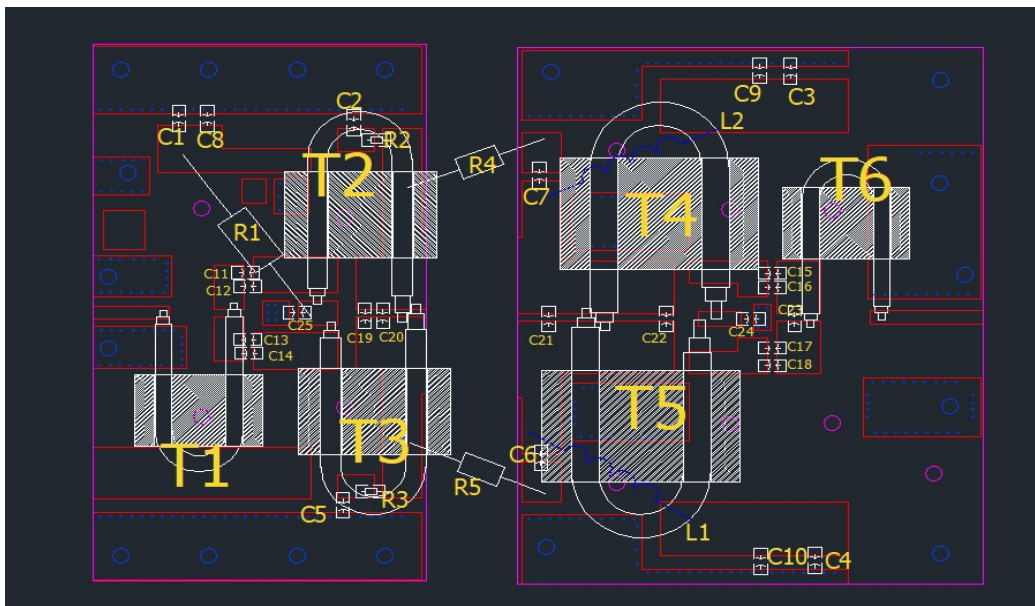 C9 C3
C1 C8 C2 R2 L2
R4 C7
T2 T4 T6
R1
C11 C12 C15 C16
C25 C19 C20 C21 C22 C24 C23
C13 C14 C17 C18
T1 T3 T5
C6 R5
C5 R3 L1
C10 C4